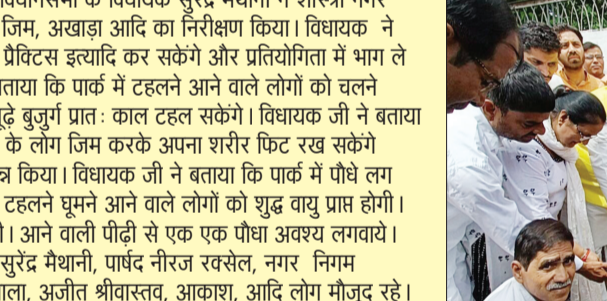 विधानसभा के विधायक सुरेंद्र मैथानी ने शास्त्री नगर
जिम, अखाड़ा आदि का निरीक्षण किया। विधायक ने
प्रैक्टिस इत्यादि कर सकेंगे और प्रतियोगिता में भाग ले
बताया कि पार्क में टहलने आने वाले लोगों को चलने
बूढ़े बुजुर्ग प्रात: काल टहल सकेंगे। विधायक जी ने बताया
के लोग जिम करके अपना शरीर फिट रख सकेंगे
किया। विधायक जी ने बताया कि पार्क में पौधे लग
टहलने घूमने आने वाले लोगों को शुद्ध वायु प्राप्त होगी।
आने वाली पीढ़ी से एक एक पौधा अवश्य लगवाये।
सुरेंद्र मैथानी, पार्षद नीरज रक्सेल, नगर निगम
अजीत श्रीवास्तव, आकाश, आदि लोग मौजूद रहे।